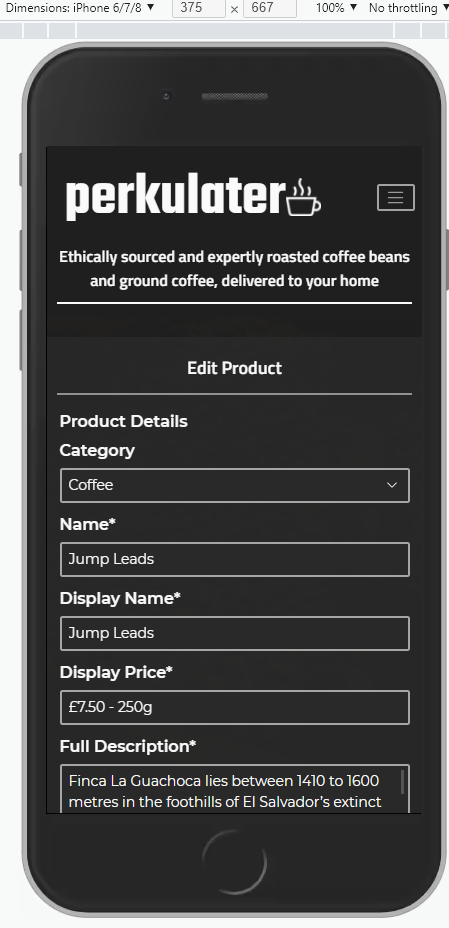 Dimensions: iPhone 6/7/8 ▼ 375 × 667 100% ▼ No throttling ▼
perkulater
Ethically sourced and expertly roasted coffee beans
and ground coffee, delivered to your home
Edit Product
Product Details
Category
Coffee
Name*
Jump Leads
Display Name*
Jump Leads
Display Price*
£7.50 - 250g
Full Description*
Finca La Guachoca lies between 1410 to 1600
metres in the foothills of El Salvador's extinct